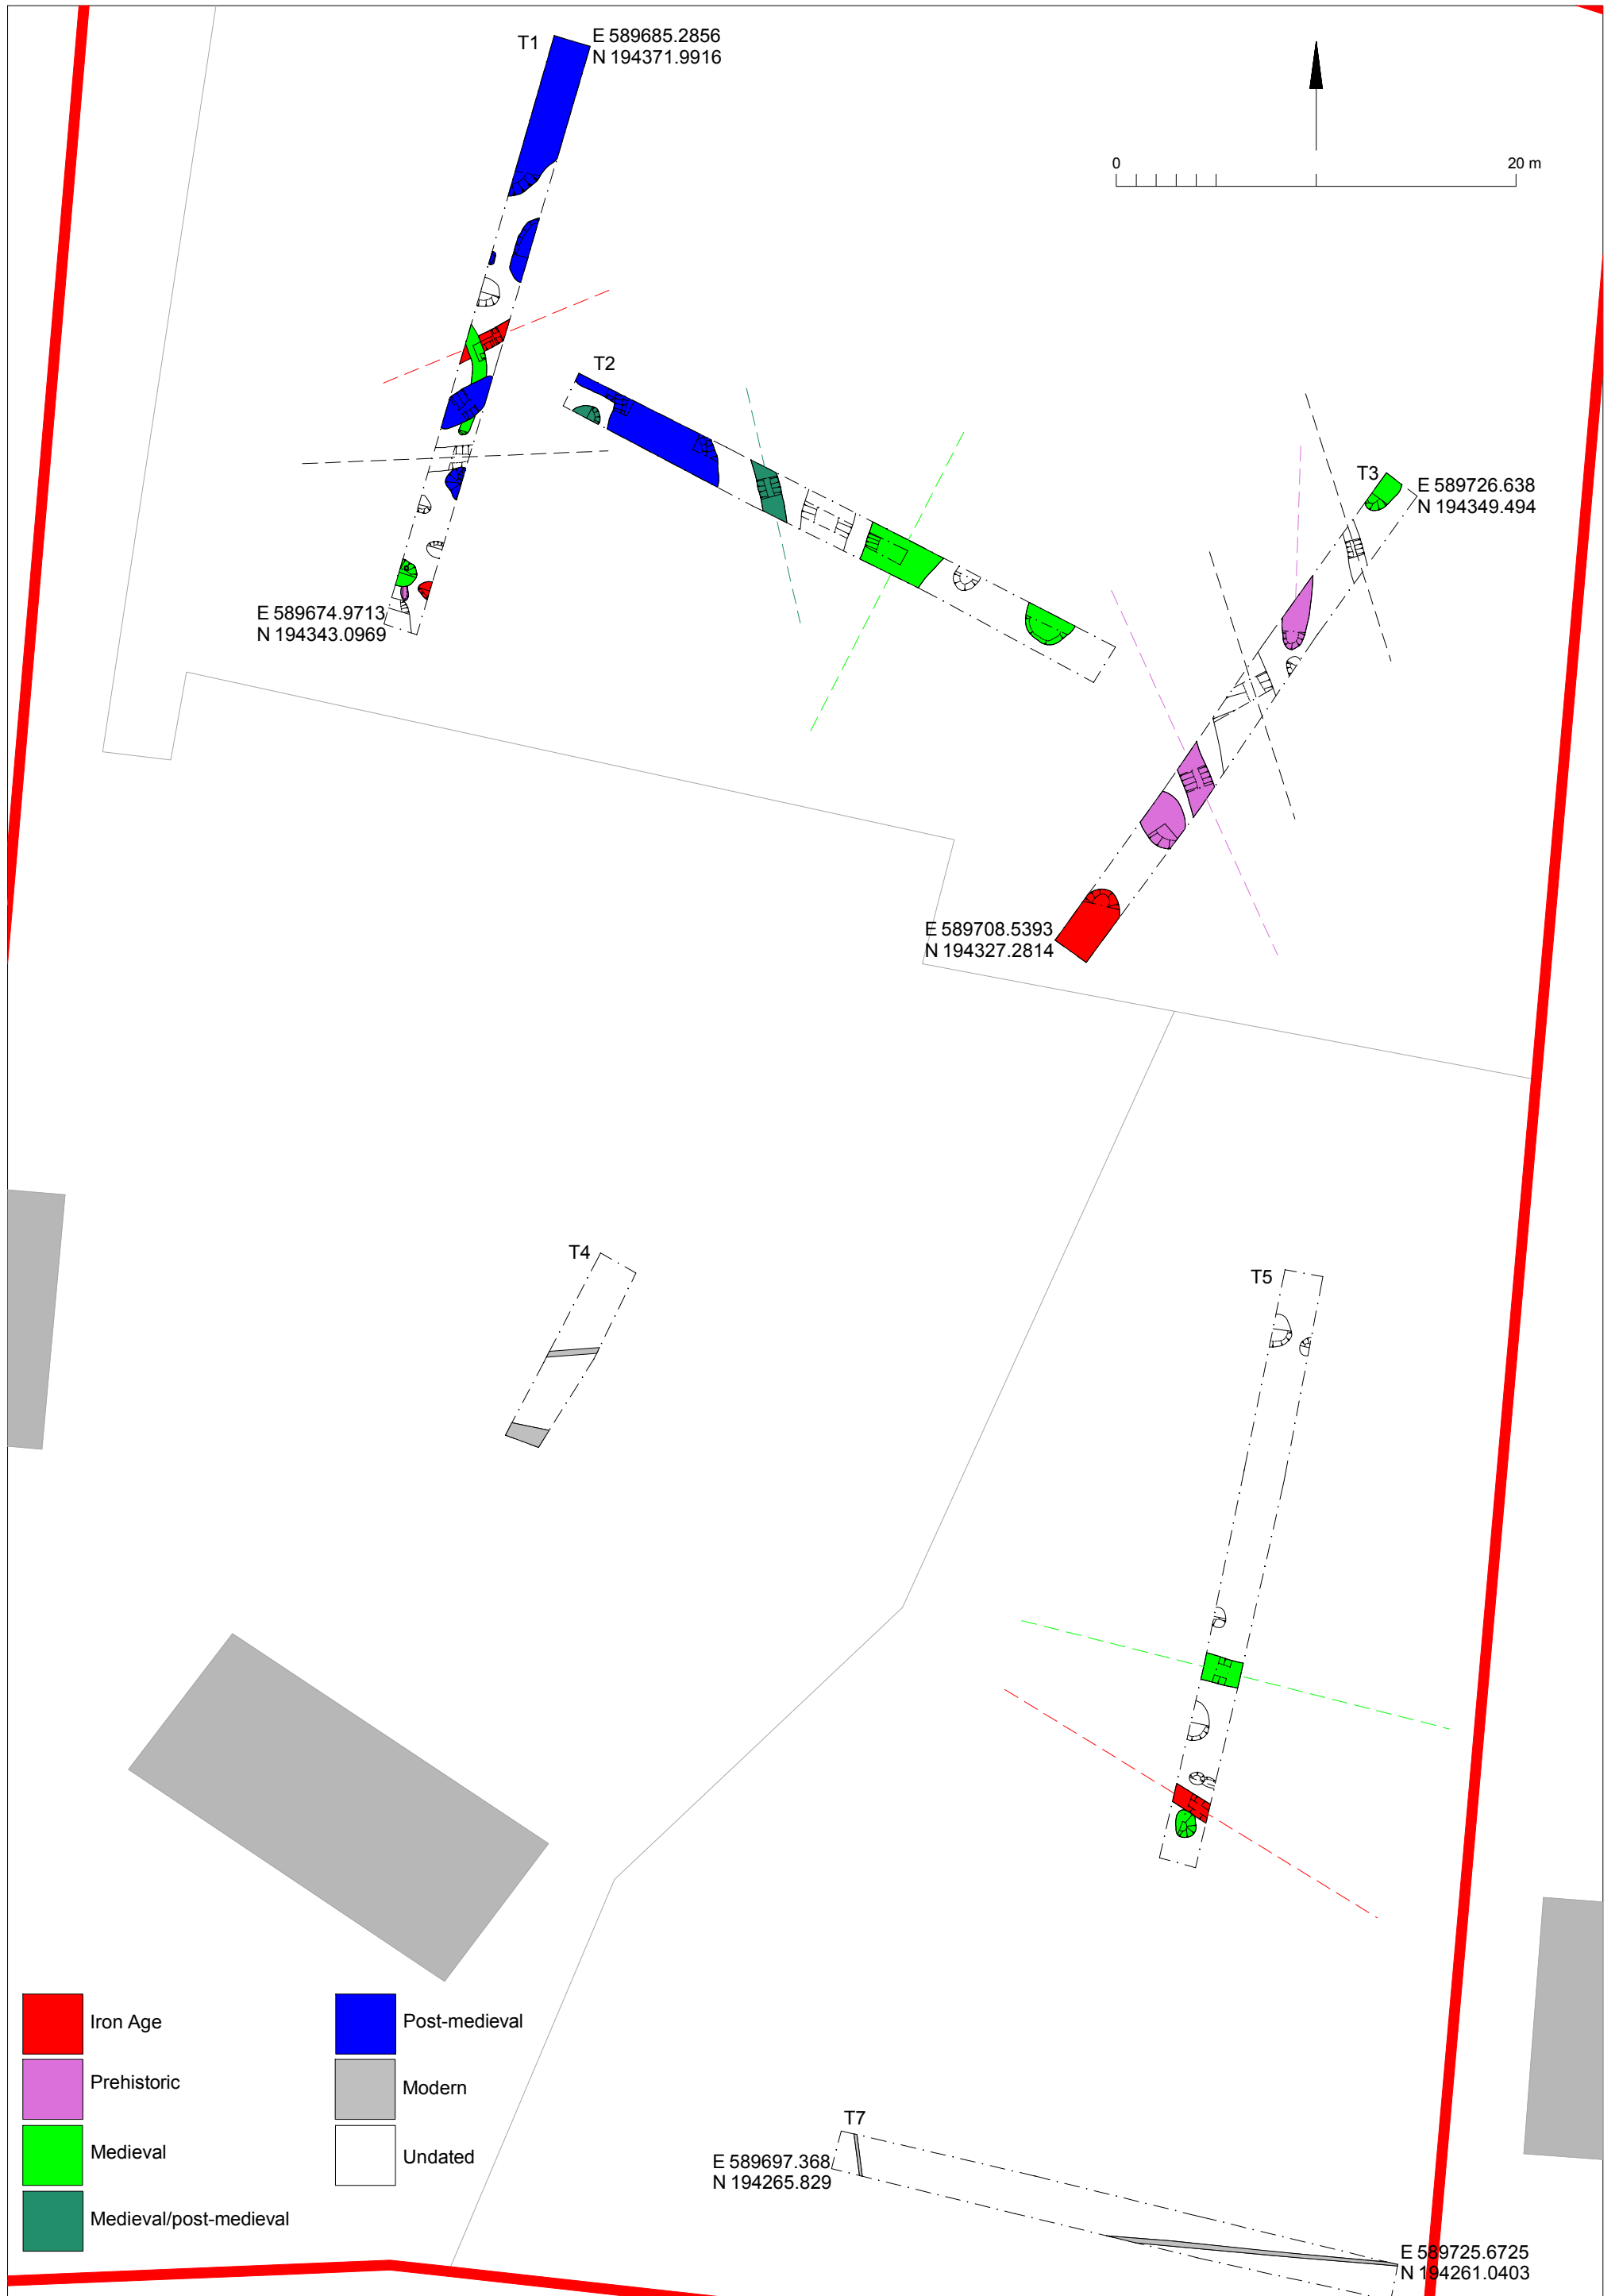 T1
E 589685.2856
N 194371.9916
0
20 m
T2
T3
E 589726.638
N 194349.494
E 589674.9713
N 194343.0969
E 589708.5393
N 194327.2814
T4
T5
Iron Age
Post-medieval
Prehistoric
Modern
Medieval
Undated
Medieval/post-medieval
T7
E 589697.368
N 194265.829
E 589725.6725
N 194261.0403